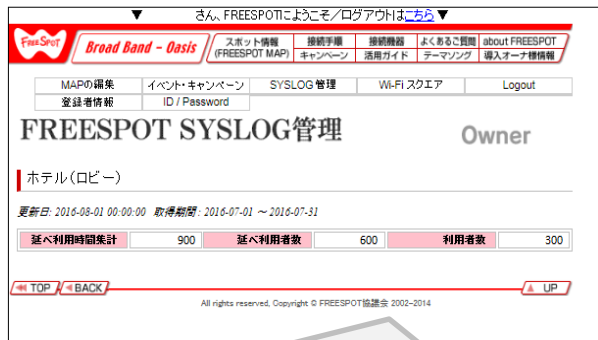 ▼ さん、FREESPOTにようこそ／ログアウトはこちら ▼
FREESPOT Broad Band - Oasis
スポット情報 (FREESPOT MAP) 接続手順 接続機器 よくあるご質問 about FREESPOT
キャンペーン 活用ガイド テーマソング 導入オーナ様情報
MAPの編集 イベント・キャンペーン SYSLOG管理 Wi-Fi スクエア Logout
登録者情報 ID / Password
FREESPOT SYSLOG管理 Owner
ホテル(ロビー)
更新日: 2016-08-01 00:00:00 取得期間: 2016-07-01 ～ 2016-07-31
延べ利用時間集計 900 延べ利用者数 600 利用者数 300
TOP BACK UP
All rights reserved, Copyright © FREESPOT協議会 2002-2014